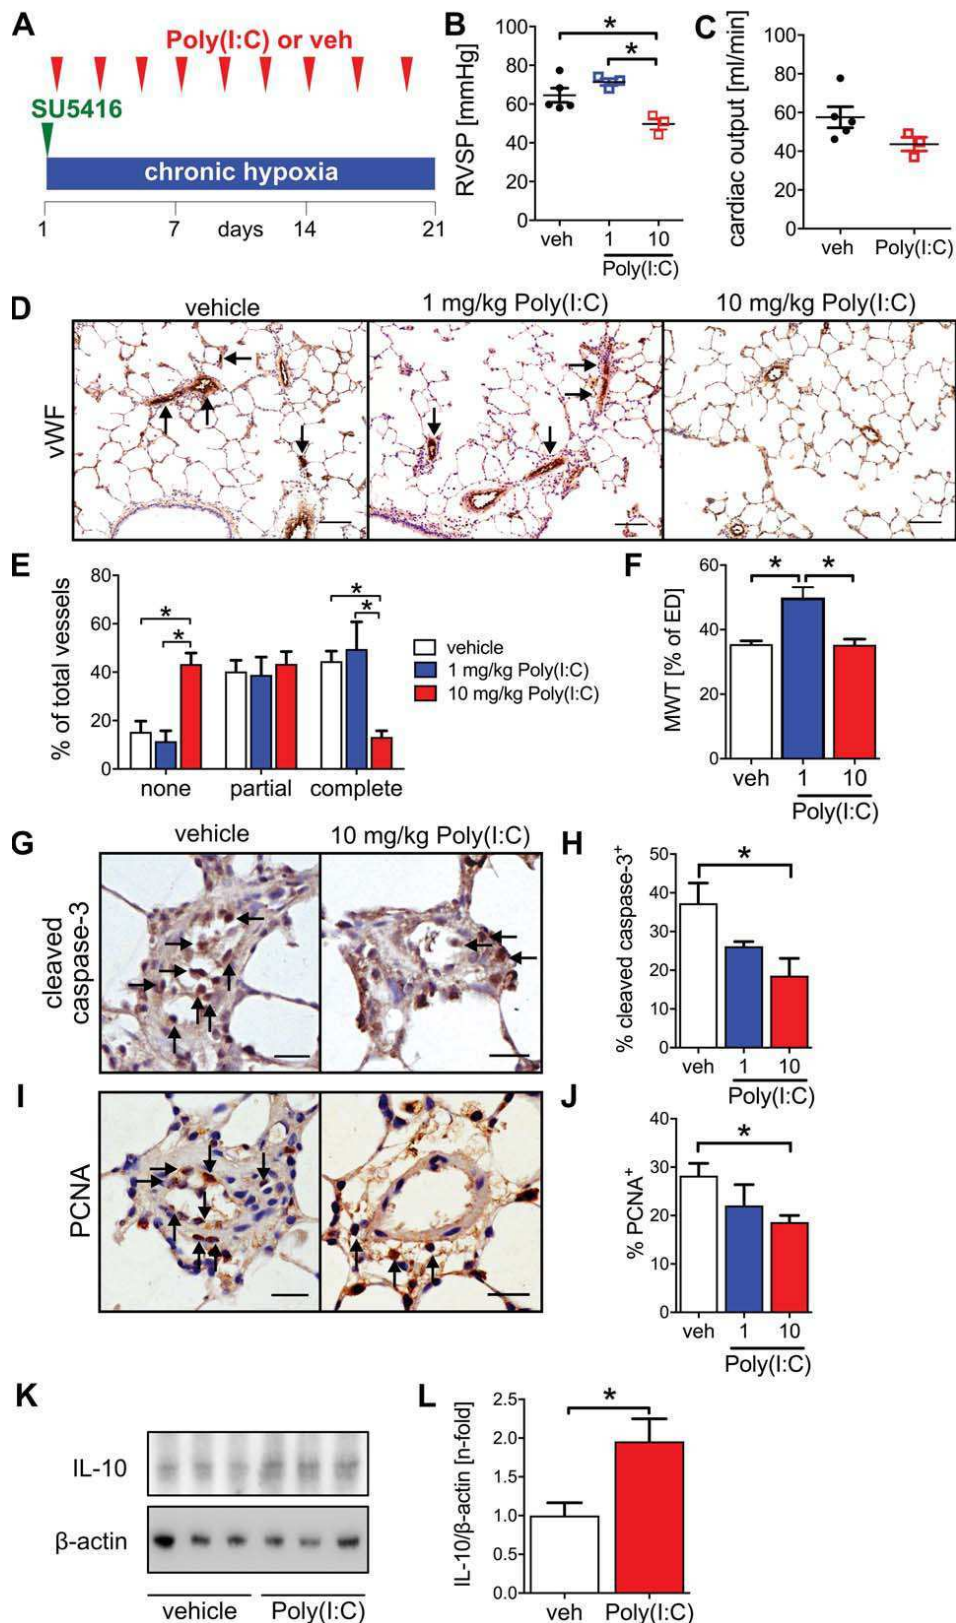 A
Poly(I:C) or veh
SU5416
chronic hypoxia
1 7 days 14 21
B
RVSP [mmHg]
100
80
60
40
20
0
veh 1 10
Poly(I:C)
* *
C
cardiac output [ml/min]
100
80
60
40
20
0
veh Poly(I:C)
D
vehicle 1 mg/kg Poly(I:C) 10 mg/kg Poly(I:C)
vWF
E
% of total vessels
80
60
40
20
0
* * * *
none partial complete
vehicle
1 mg/kg Poly(I:C)
10 mg/kg Poly(I:C)
F
MWT [% of ED]
60
40
20
0
* *
veh 1 10
Poly(I:C)
G
vehicle 10 mg/kg Poly(I:C)
cleaved
caspase-3
H
% cleaved caspase-3+
50
40
30
20
10
0
*
veh 1 10
Poly(I:C)
I
PCNA
J
% PCNA+
40
30
20
10
0
*
veh 1 10
Poly(I:C)
K
IL-10
β-actin
vehicle Poly(I:C)
L
IL-10/β-actin [n-fold]
2.5
2.0
1.5
1.0
0.5
0.0
*
veh Poly(I:C)